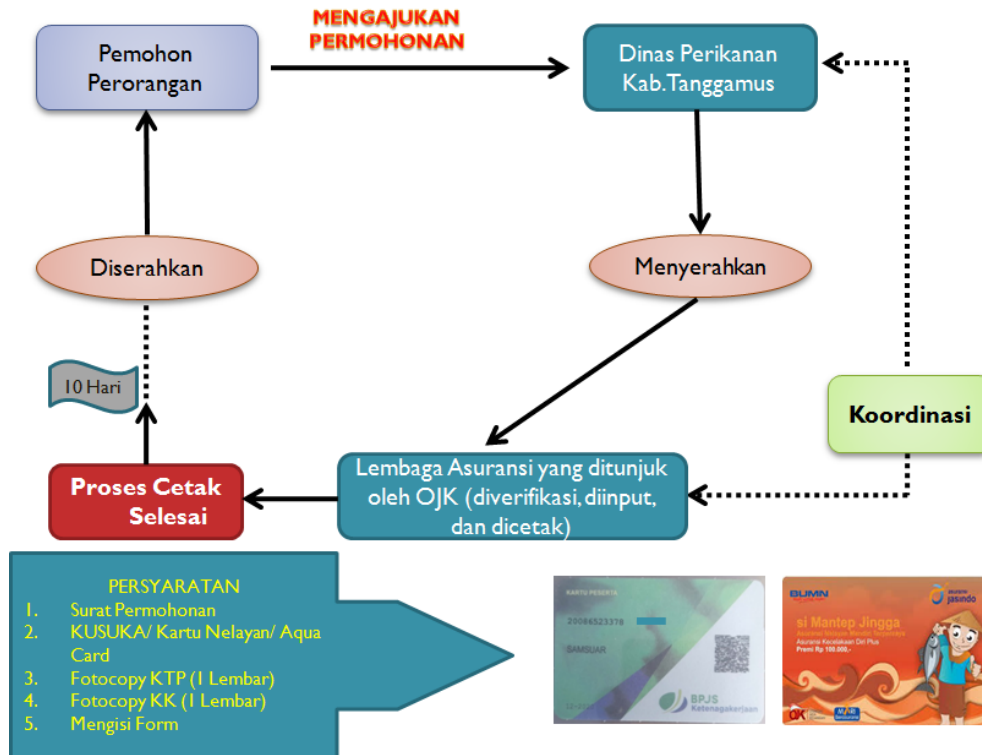 MENGAJUKAN
PERMOHONAN
Pemohon
Perorangan
Dinas Perikanan
Kab.Tanggamus
Diserahkan
Menyerahkan
10 Hari
Koordinasi
Proses Cetak
Selesai
Lembaga Asuransi yang ditunjuk
oleh OJK (diverifikasi, diinput,
dan dicetak)
PERSYARATAN
1. Surat Permohonan
2. KUSUKA/ Kartu Nelayan/ Aqua
Card
3. Fotocopy KTP (1 Lembar)
4. Fotocopy KK (1 Lembar)
5. Mengisi Form
KARTU PESERTA
20086523378
SAMSUAR
BPJS
Ketenagakerjaan
BUMN
asuransi
jasindo
si Mantep Jingga
Asuransi Kecelakaan Diri Plus
Premi Rp 100.000,-